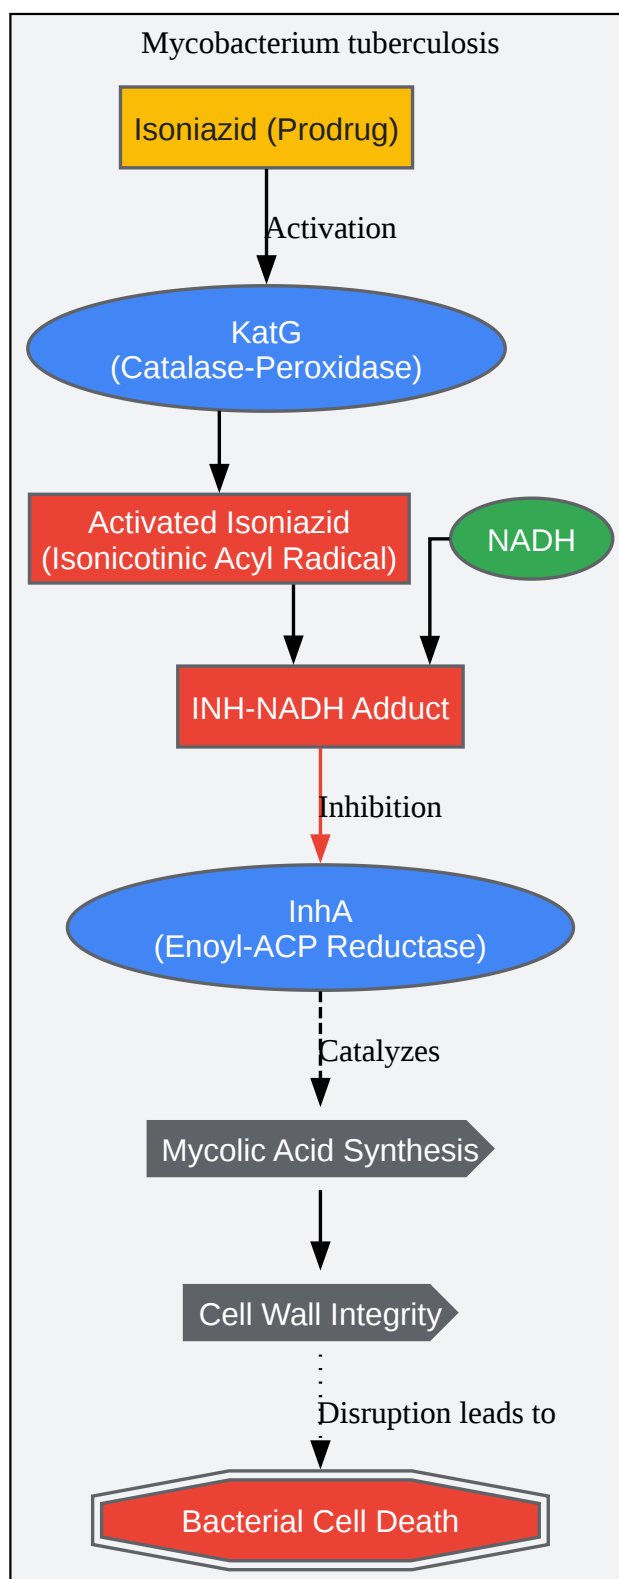 Mycobacterium tuberculosis
Isoniazid (Prodrug)
Activation
KatG
(Catalase-Peroxidase)
Activated Isoniazid
(Isonicotinic Acyl Radical)
NADH
INH-NADH Adduct
Inhibition
InhA
(Enoyl-ACP Reductase)
Catalyzes
Mycolic Acid Synthesis
Cell Wall Integrity
Disruption leads to
Bacterial Cell Death